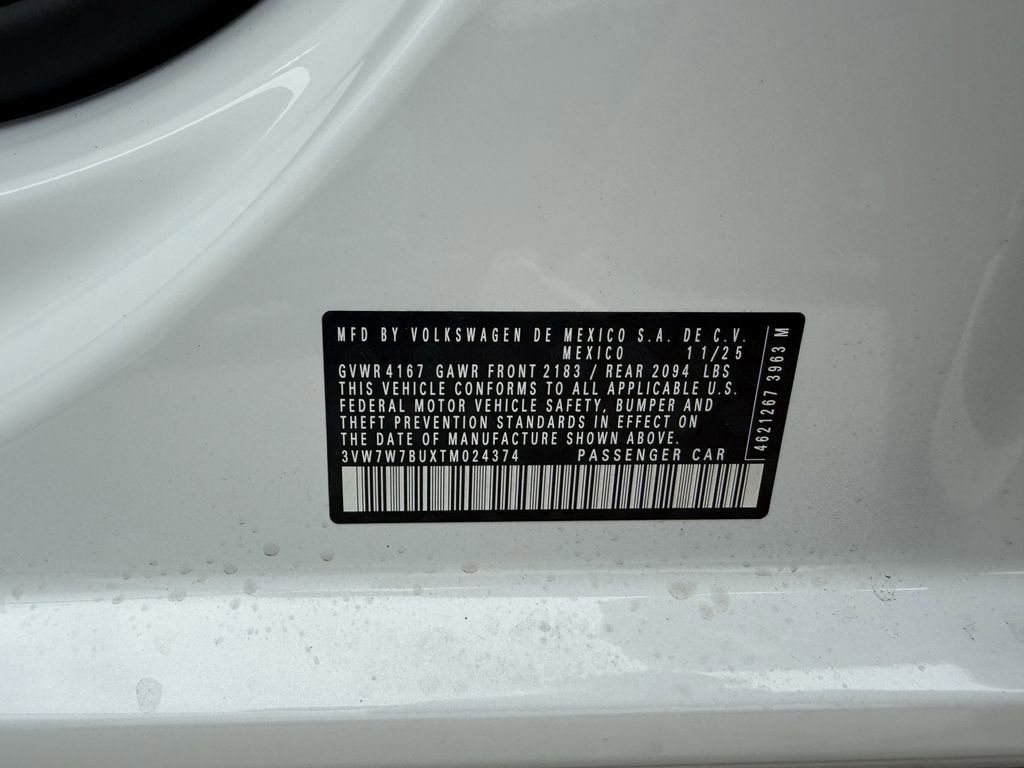 MFD BY VOLKSWAGEN DE MEXICO S.A. DE C.V.
MEXICO 11/25
GVWR 4167 GAWR FRONT 2183 / REAR 2094 LBS
THIS VEHICLE CONFORMS TO ALL APPLICABLE U.S.
FEDERAL MOTOR VEHICLE SAFETY, BUMPER AND
THEFT PREVENTION STANDARDS IN EFFECT ON
THE DATE OF MANUFACTURE SHOWN ABOVE.
3VW7W7BUXTM024374 PASSENGER CAR
4621267 3963 M